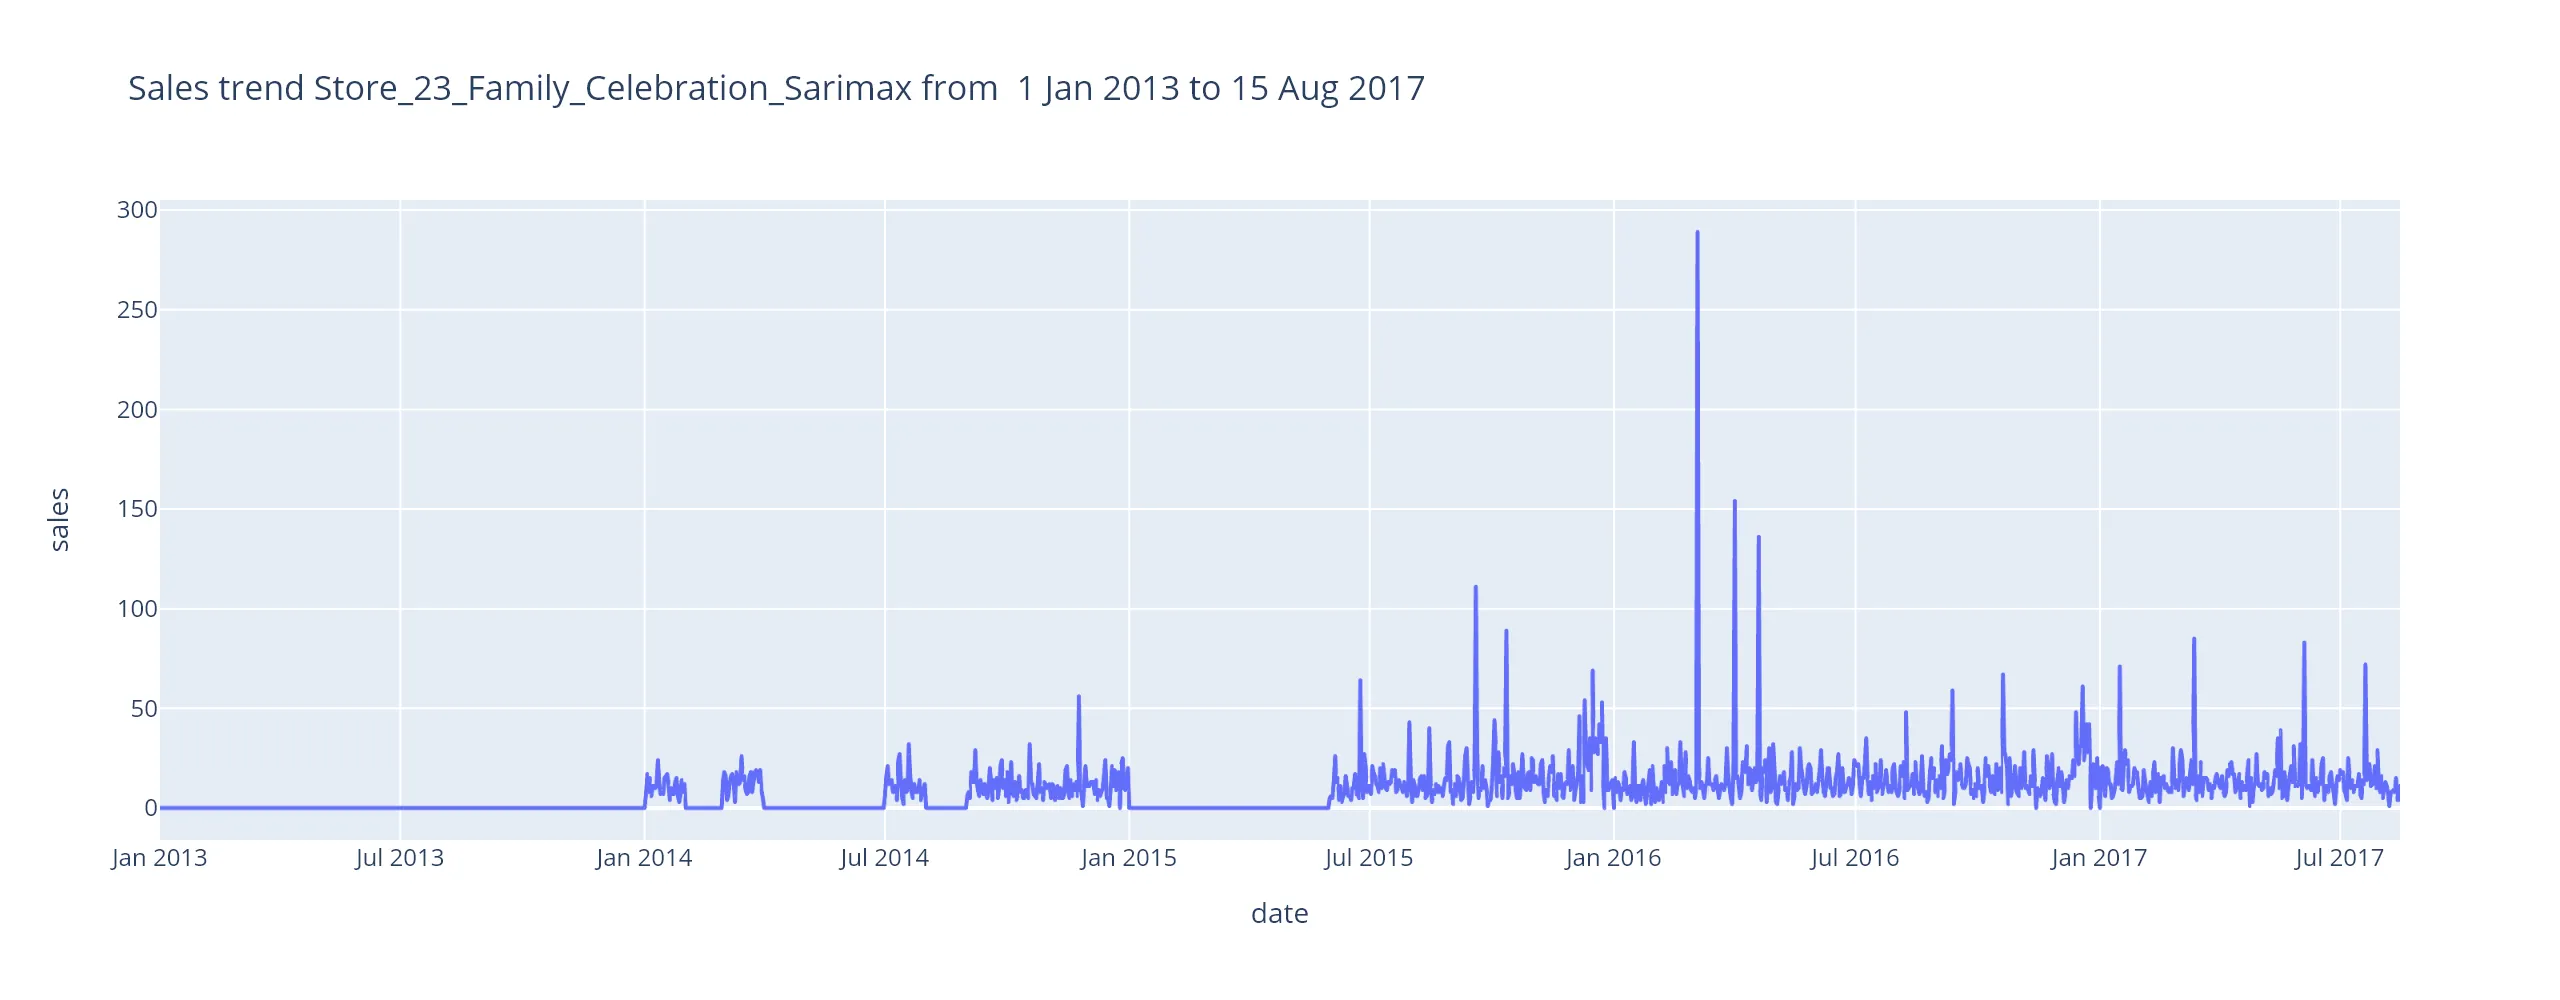 Sales trend Store_23_Family_Celebration_Sarimax from  1 Jan 2013 to 15 Aug 2017
300
250
200
150
100
50
0
sales
Jan 2013 Jul 2013 Jan 2014 Jul 2014 Jan 2015 Jul 2015 Jan 2016 Jul 2016 Jan 2017 Jul 2017
date